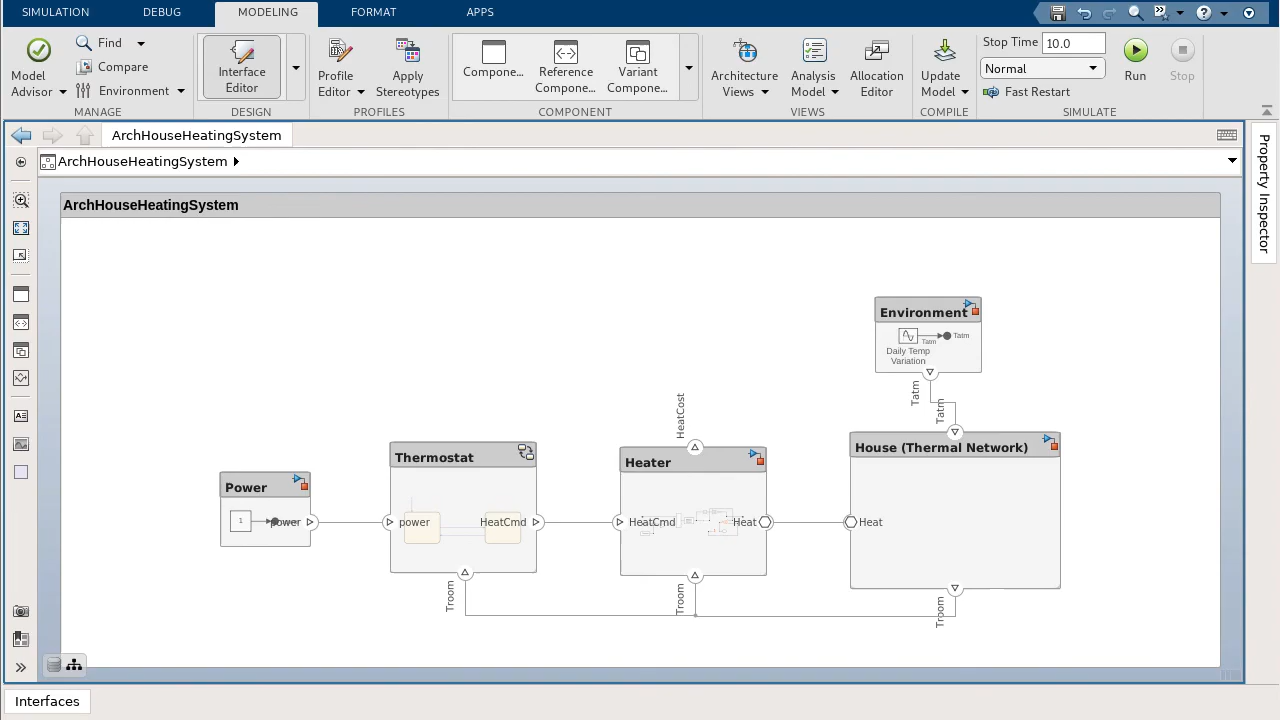 SIMULATION DEBUG MODELING FORMAT APPS
Find
Compare
Environment
Model
Advisor
MANAGE
Interface
Editor
DESIGN
Profile
Editor
Apply
Stereotypes
PROFILES
Compone...
Reference
Compone...
Variant
Compone...
COMPONENT
Architecture
Views
Analysis
Model
Allocation
Editor
VIEWS
Update
Model
COMPILE
Stop Time 10.0
Normal
Fast Restart
Run
Stop
SIMULATE
ArchHouseHeatingSystem
ArchHouseHeatingSystem
Property Inspector
ArchHouseHeatingSystem
Environment
Tatm
Tatm
Daily Temp
Variation
Tatm
Tatm
HeatCost
Power
1
power
Thermostat
power
HeatCmd
Troom
Heater
HeatCmd
Heat
Troom
House (Thermal Network)
Heat
Troom
Interfaces